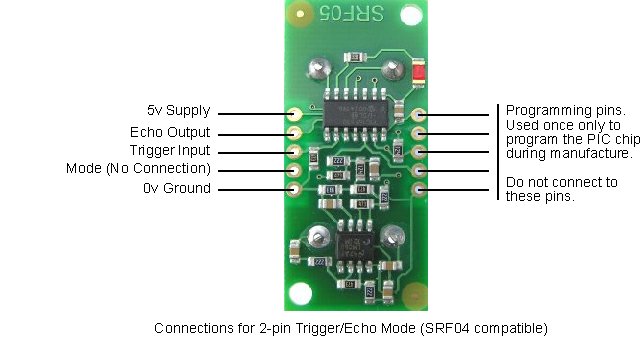 SRF05
5v Supply
Echo Output
Trigger Input
Mode (No Connection)
0v Ground
Programming pins.
Used once only to
program the PIC chip
during manufacture.
Do not connect to
these pins.
Connections for 2-pin Trigger/Echo Mode (SRF04 compatible)